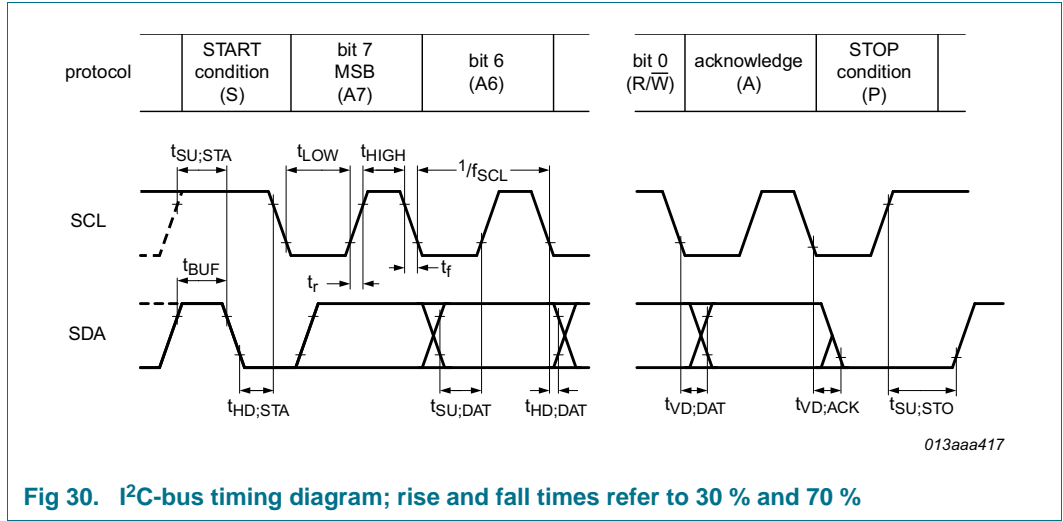 protocol
START
condition
(S)
bit 7
MSB
(A7)
bit 6
(A6)
bit 0
(R/W̅)
acknowledge
(A)
STOP
condition
(P)
tSU;STA
tLOW
tHIGH
1/fSCL
SCL
tBUF
tr
tf
SDA
tHD;STA
tSU;DAT
tHD;DAT
tVD;DAT
tVD;ACK
tSU;STO
013aaa417
Fig 30. I²C-bus timing diagram; rise and fall times refer to 30 % and 70 %